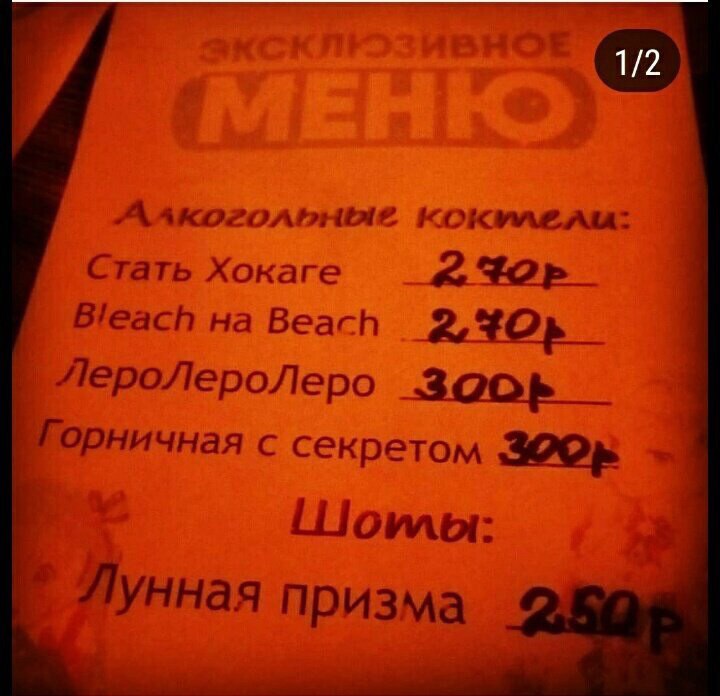 1/2
ЭКСКЛЮЗИВНОЕ
МЕНЮ
Алкогольные коктели:
Стать Хокаге 270р
Bleach на Beach 270р
ЛероЛероЛеро 300р
Горничная с секретом 300р
Шоты:
Лунная призма 250р